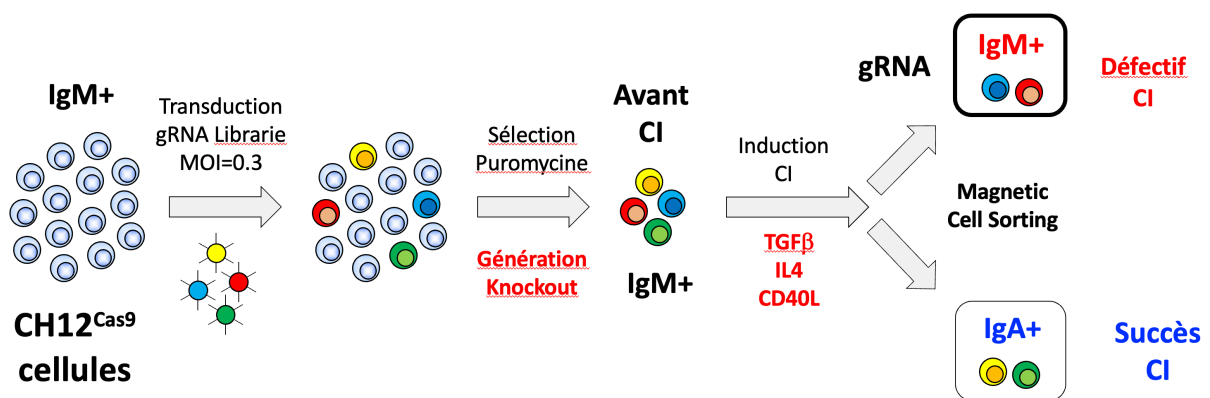 IgM+
CH12Cas9
cellules
Transduction
gRNA Librarie
MOI=0.3
Sélection
Puromycine
Génération
Knockout
Avant
CI
IgM+
Induction
CI
TGFβ
IL4
CD40L
gRNA
IgM+
Défectif
CI
Magnetic
Cell Sorting
IgA+
Succès
CI